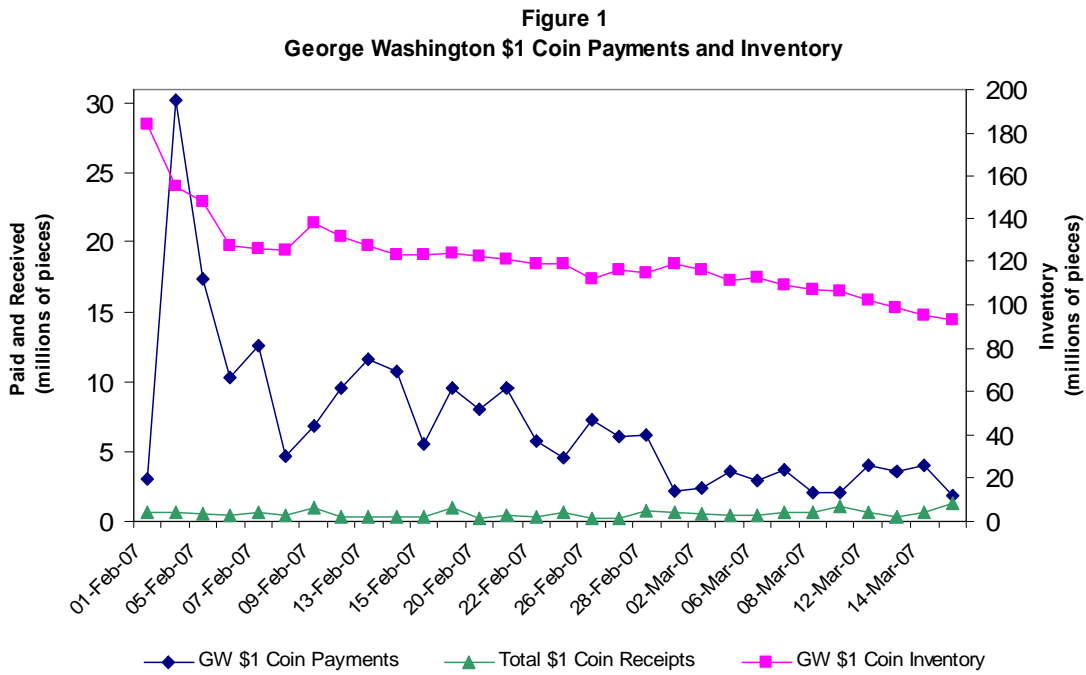 Figure 1
George Washington $1 Coin Payments and Inventory
Paid and Received
(millions of pieces)
30
25
20
15
10
5
0
200
180
160
140
120
100
80
60
40
20
0
Inventory
(millions of pieces)
01-Feb-07
05-Feb-07
07-Feb-07
09-Feb-07
13-Feb-07
15-Feb-07
20-Feb-07
22-Feb-07
26-Feb-07
28-Feb-07
02-Mar-07
06-Mar-07
08-Mar-07
12-Mar-07
14-Mar-07
GW $1 Coin Payments
Total $1 Coin Receipts
GW $1 Coin Inventory